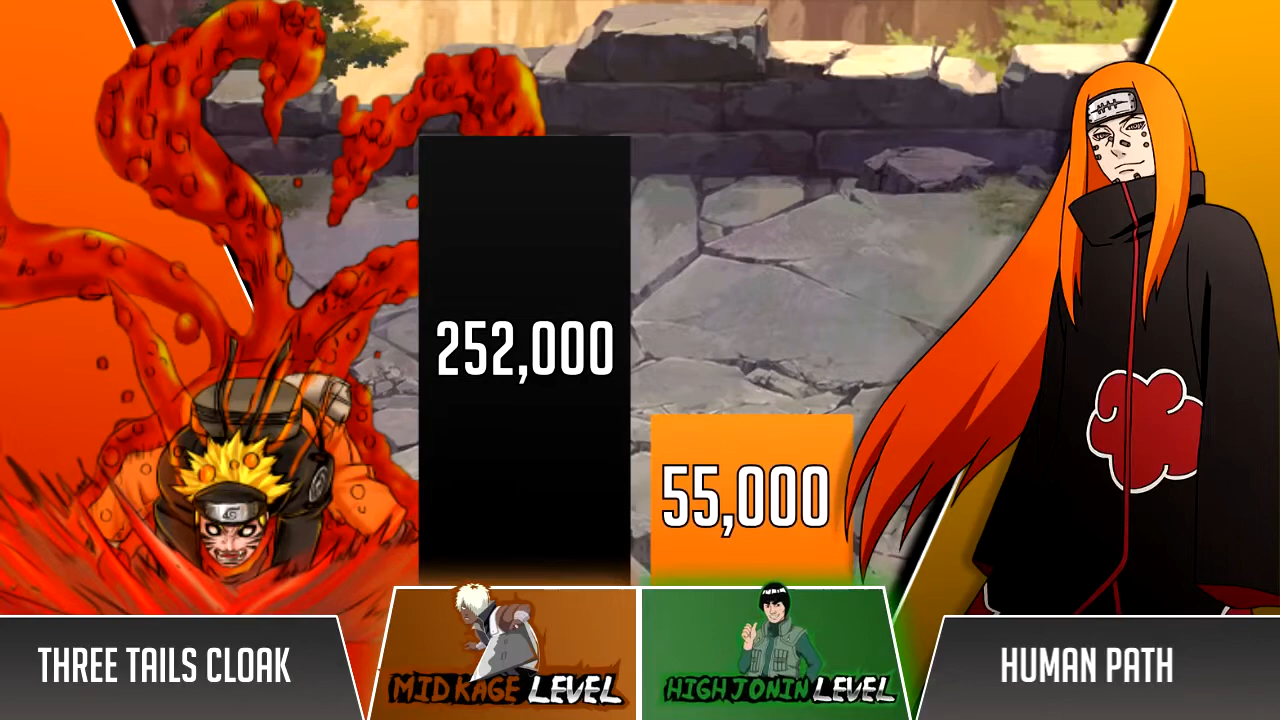 252,000
55,000
THREE TAILS CLOAK
MID KAGE LEVEL
HIGH JONIN LEVEL
HUMAN PATH